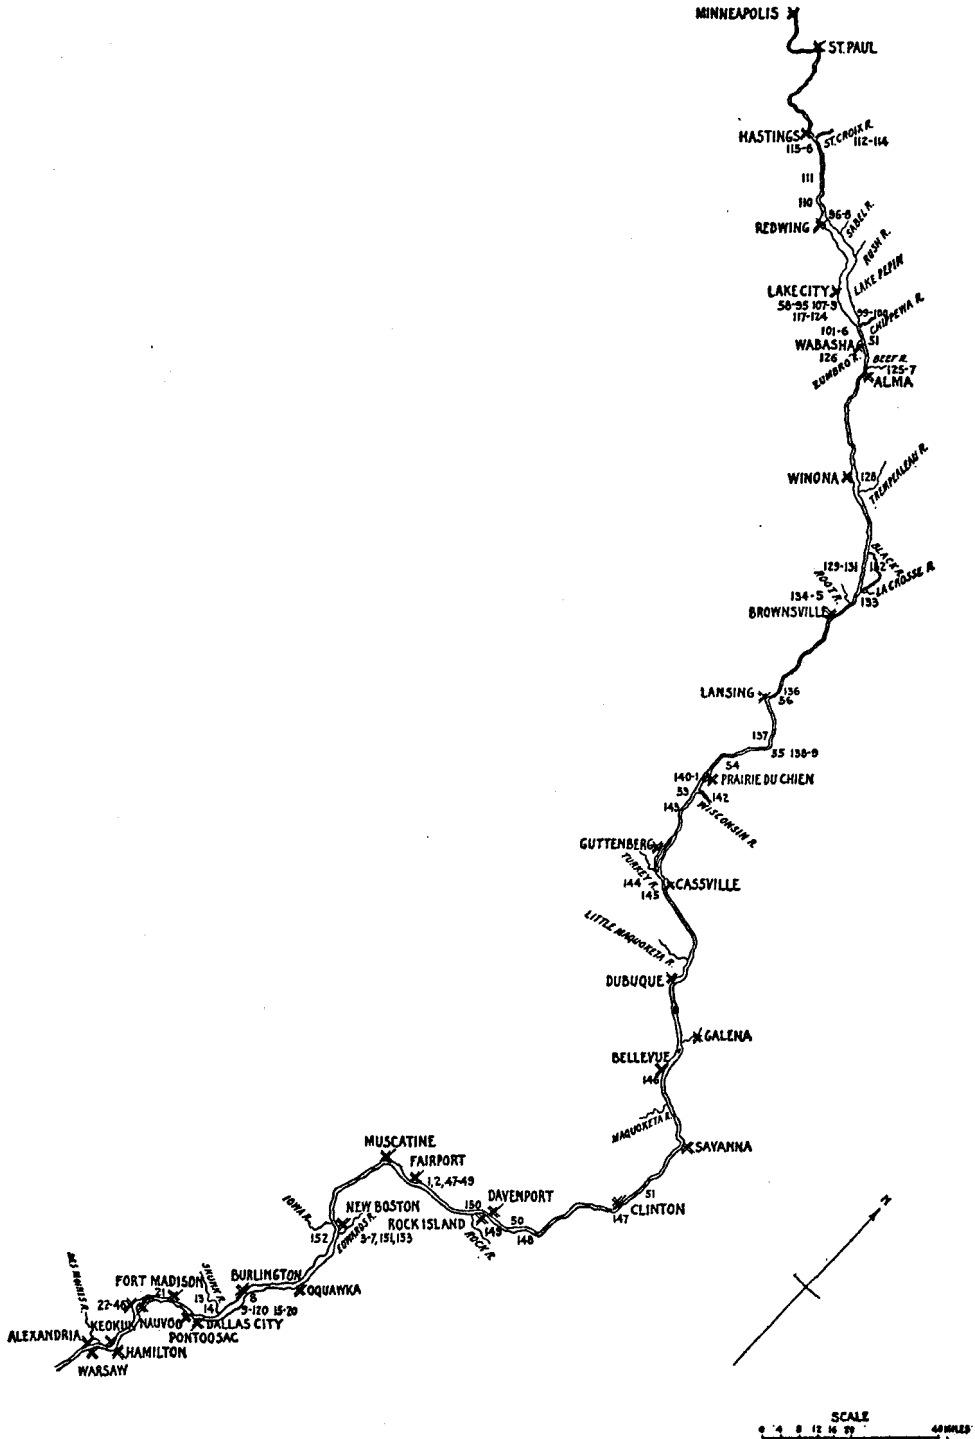 MINNEAPOLIS
ST. PAUL
HASTINGS
ST. CROIX R.
115-6
112-114
111
110
96-8
SABEL R.
REDWING
RUSH R.
LAKE PEPIN
LAKE CITY
58-95 107-9
117-124
99-100
CHIPPEWA R.
101-6
51
WABASHA
126
ZUMBRO R.
BEEF R.
125-7
ALMA
WINONA
128
TREMPEALEAU R.
BLACK R.
129-131
132
LA CROSSE R.
ROOT R.
134-5
133
BROWNSVILLE
LANSING
136
56
137
55 138-9
54
140-1
PRAIRIE DU CHIEN
53
142
143
WISCONSIN R.
GUTTENBERG
TURKEY R.
144
CASSVILLE
145
LITTLE MAQUOKETA R.
DUBUQUE
GALENA
BELLEVUE
146
MAQUOKETA R.
SAVANNA
MUSCATINE
FAIRPORT
1,2,47-49
51
DAVENPORT
150
CLINTON
147
IOWA R.
NEW BOSTON
ROCK ISLAND
50
149
148
ROCK R.
EDWARDS R.
152
3-7, 151, 153
DES MOINES R.
SKUNK R.
BURLINGTON
FORT MADISON
OQUAWKA
21
13
8
22-46
14
9-120 15-20
KEOKUK
NAUVOO
DALLAS CITY
ALEXANDRIA
PONTOOSAC
HAMILTON
WARSAW
N
SCALE
0 4 8 12 16 20 40 MILES